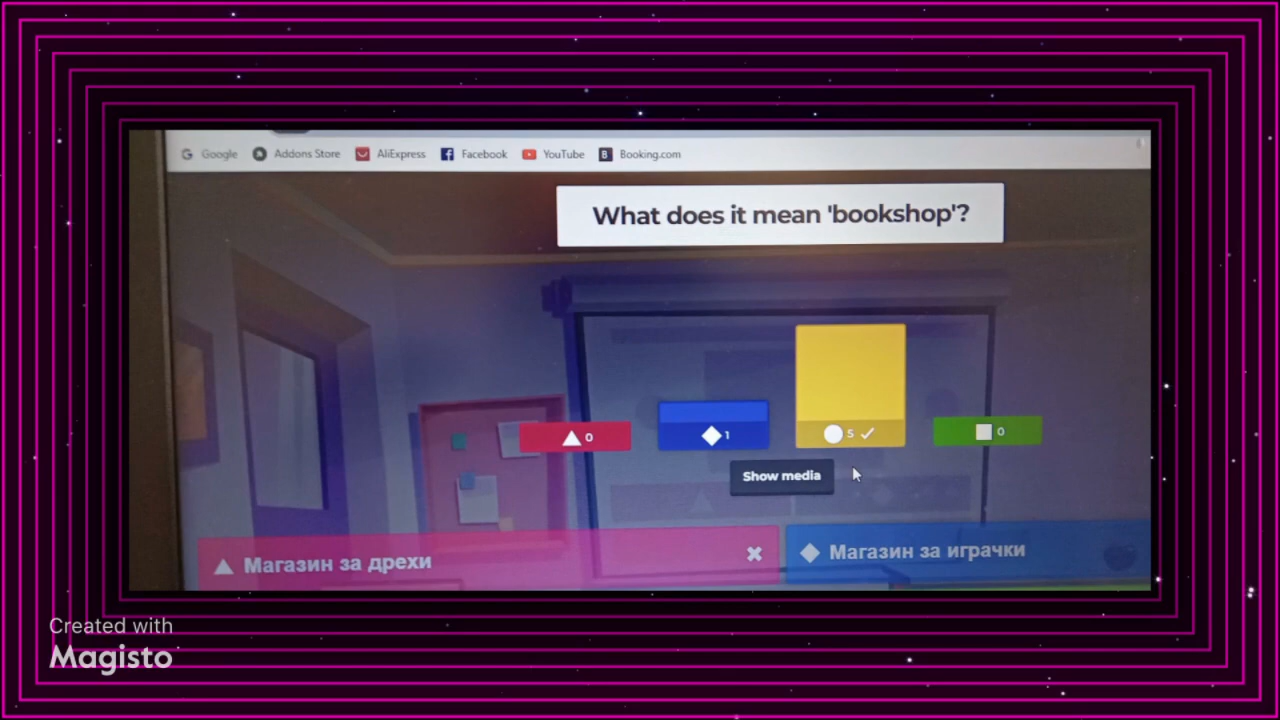 Google Addons Store AliExpress Facebook YouTube Booking.com
What does it mean 'bookshop'?
0 1 5 0
Show media
Магазин за дрехи
Магазин за играчки
Created with
Magisto